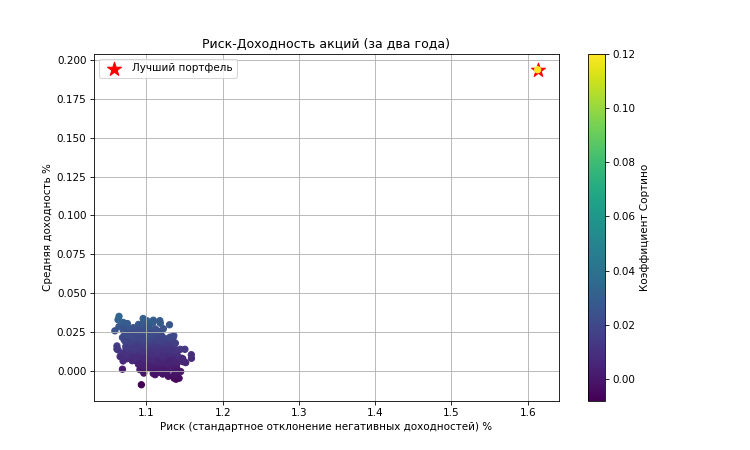 Риск-Доходность акций (за два года)
Лучший портфель
Средняя доходность %
0.200
0.175
0.150
0.125
0.100
0.075
0.050
0.025
0.000
1.1 1.2 1.3 1.4 1.5 1.6
Риск (стандартное отклонение негативных доходностей) %
0.12
0.10
0.08
0.06
0.04
0.02
0.00
Коэффициент Сортино